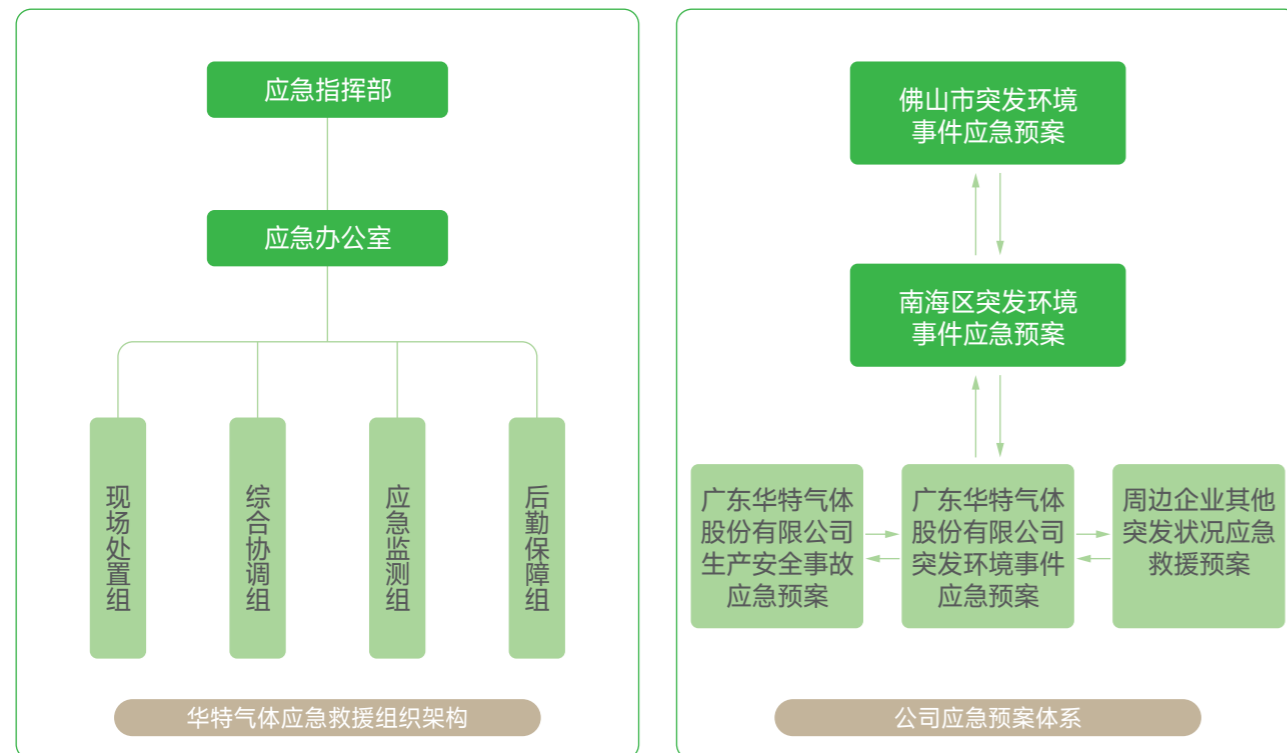 应急指挥部
应急办公室
现场处置组
综合协调组
应急监测组
后勤保障组
华特气体应急救援组织架构
佛山市突发环境
事件应急预案
南海区突发环境
事件应急预案
广东华特气体
股份有限公司
生产安全事故
应急预案
广东华特气体
股份有限公司
突发环境事件
应急预案
周边企业其他
突发状况应急
救援预案
公司应急预案体系